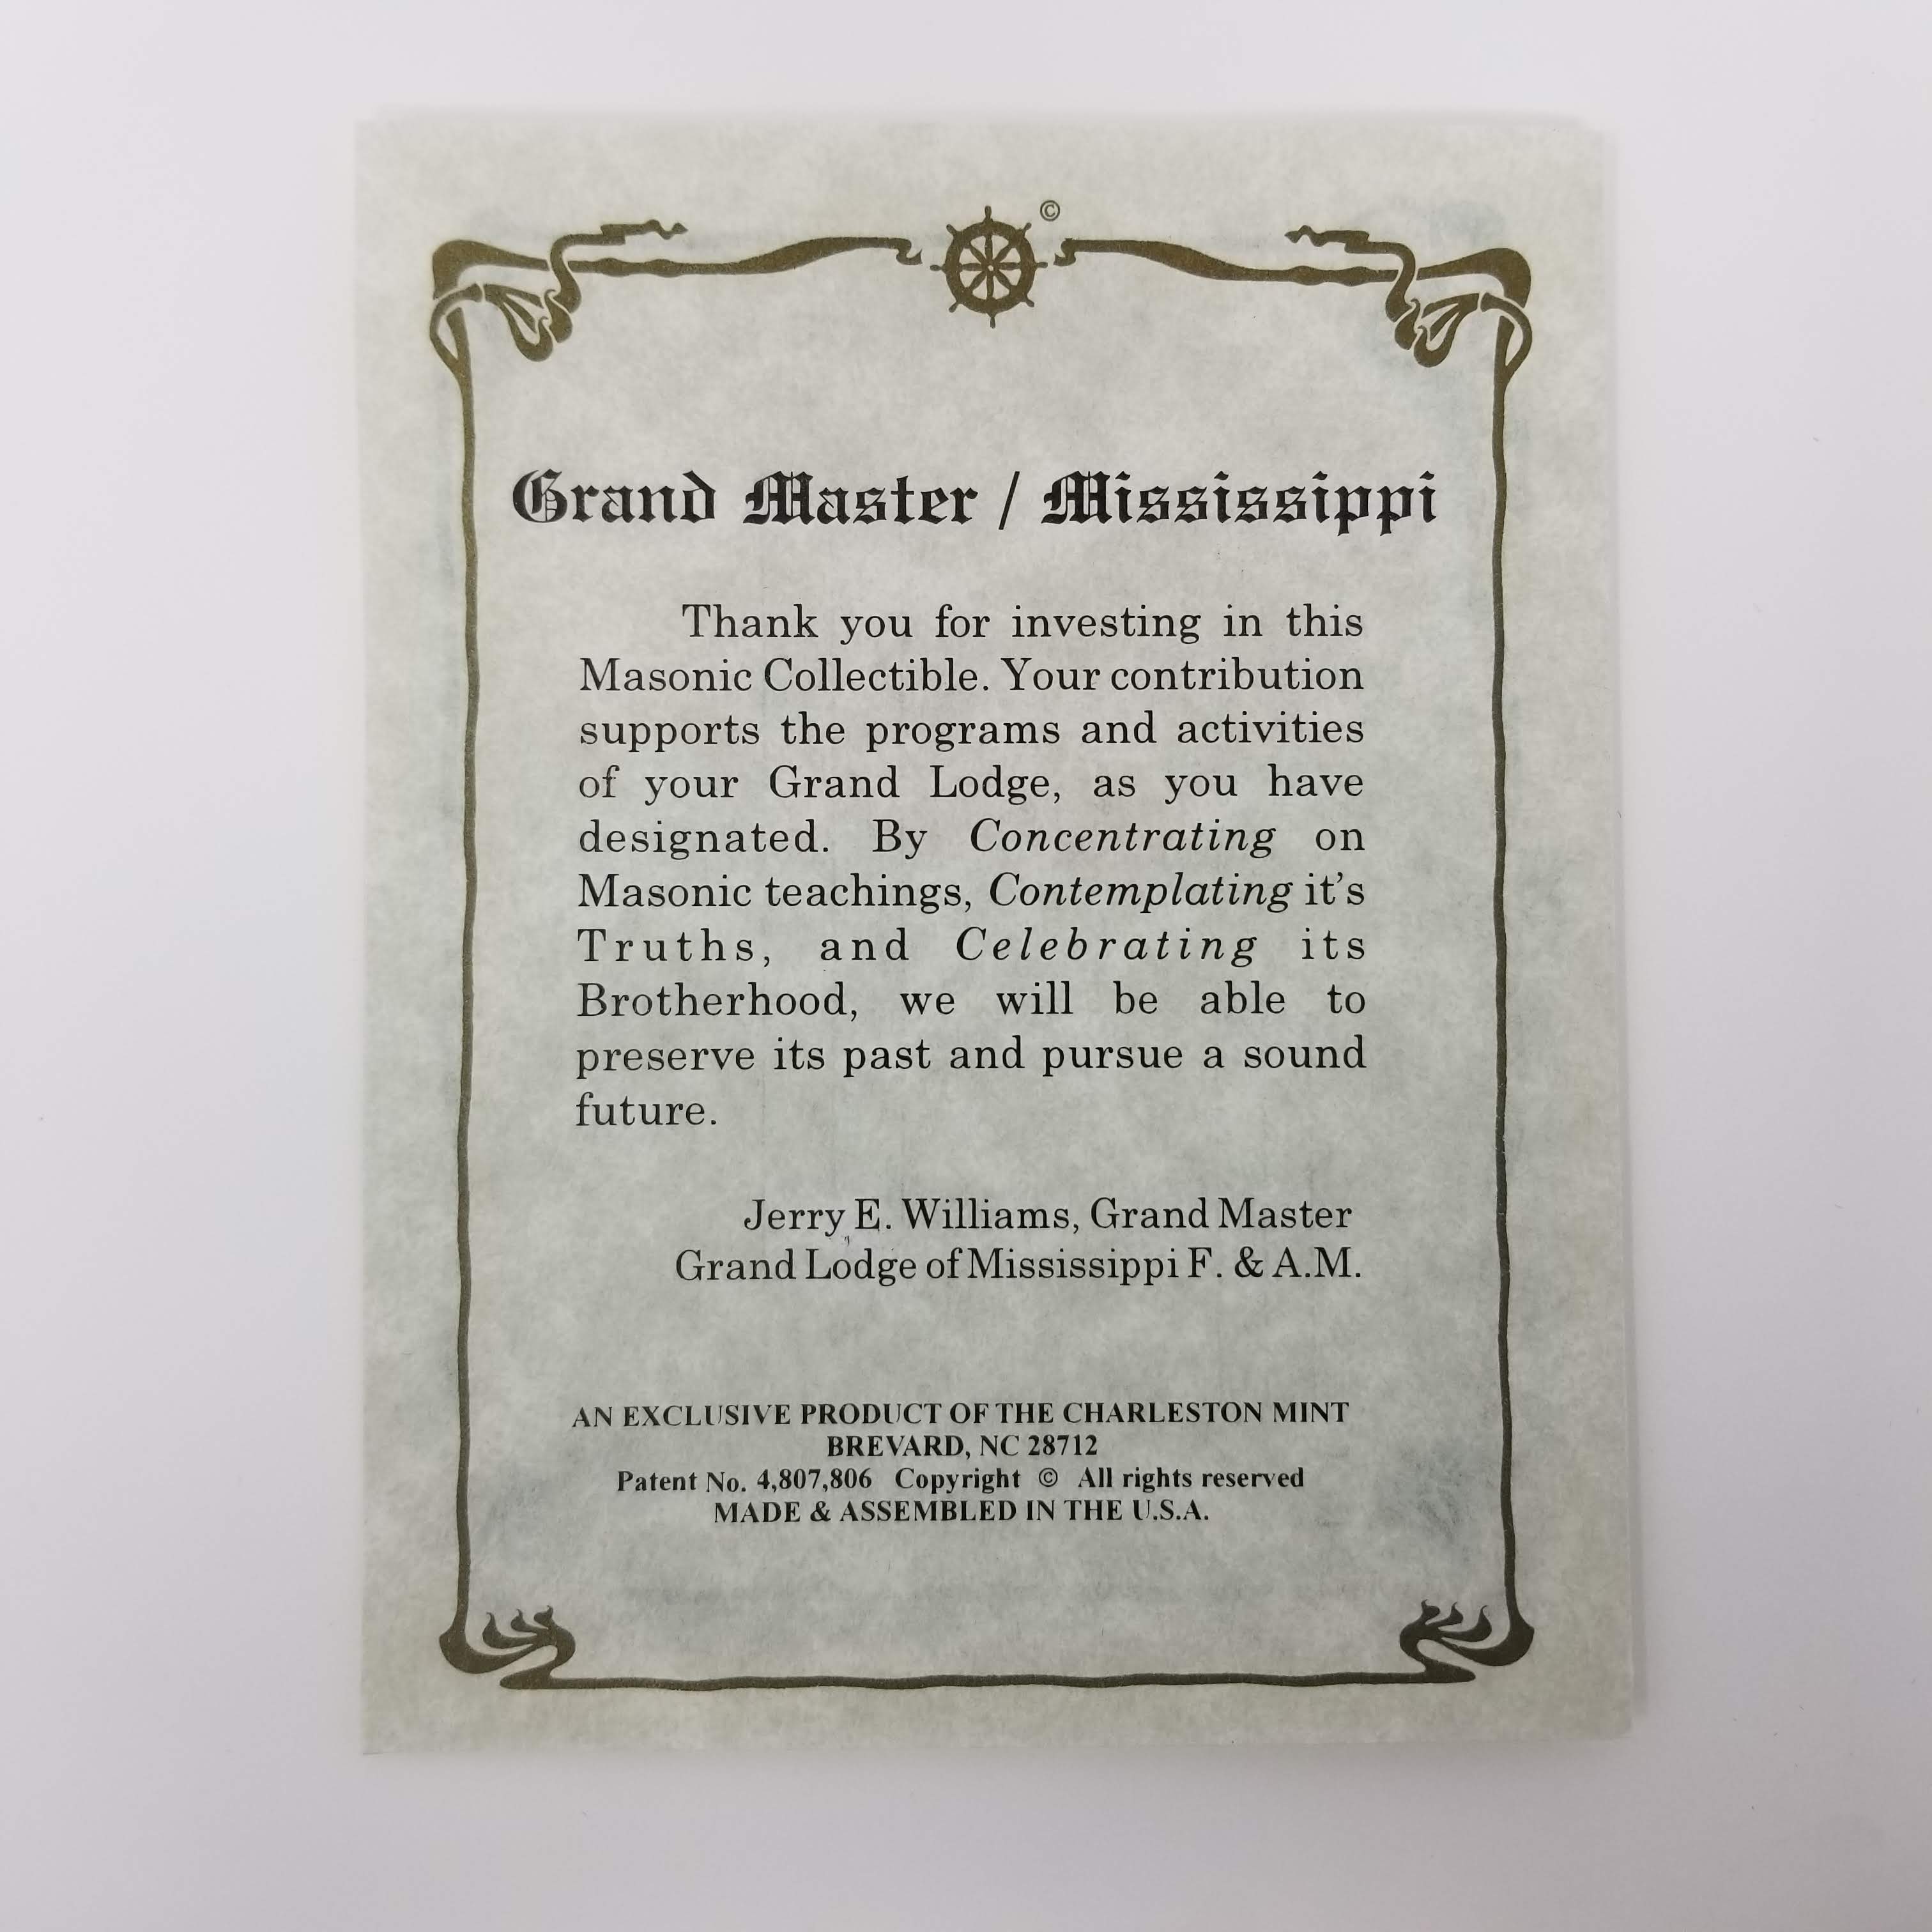 ©
Grand Master / Mississippi
Thank you for investing in this
Masonic Collectible. Your contribution
supports the programs and activities
of your Grand Lodge, as you have
designated. By Concentrating on
Masonic teachings, Contemplating it's
Truths, and Celebrating its
Brotherhood, we will be able to
preserve its past and pursue a sound
future.
Jerry E. Williams, Grand Master
Grand Lodge of Mississippi F. & A.M.
AN EXCLUSIVE PRODUCT OF THE CHARLESTON MINT
BREVARD, NC 28712
Patent No. 4,807,806 Copyright © All rights reserved
MADE & ASSEMBLED IN THE U.S.A.